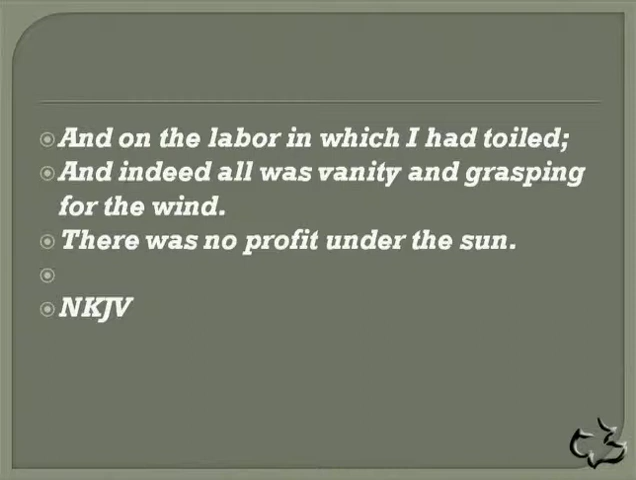 And on the labor in which I had toiled;
And indeed all was vanity and grasping
for the wind.
There was no profit under the sun.
NKJV